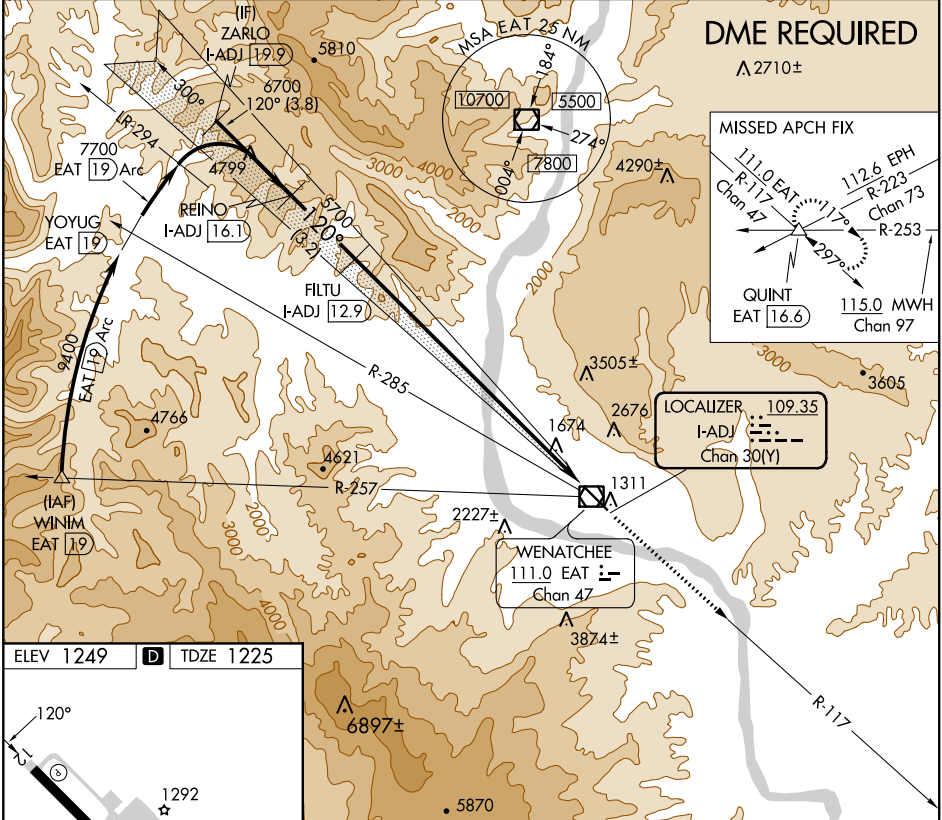 DME REQUIRED
2710±
(IF)
ZARLO
I-ADJ 19.9
5810
6700
120° (3.8)
300°
LR-294
7700
EAT 19 Arc
4799
REINO
I-ADJ 16.1
5700
120°
(3.2)
YOYUG
EAT 19
FILTU
I-ADJ 12.9
9400
EAT 19 Arc
MSA EAT 25 NM
184°
10700
5500
274°
7800
004°
3000
4000
2000
4290±
2000
MISSED APCH FIX
111.0 EAT
R-117
Chan 47
112.6 EPH
R-223
Chan 73
117°
R-253
297°
QUINT
EAT 16.6
115.0 MWH
Chan 97
3000
3605
3505±
R-285
4766
4621
1674
2676
LOCALIZER 109.35
I-ADJ
Chan 30(Y)
(IAF)
WINIM
EAT 19
R-257
1311
2227±
WENATCHEE
111.0 EAT
Chan 47
3000
2000
4000
3874±
R-117
6897±
5870
ELEV 1249
D
TDZE 1225
120°
12
P
1292